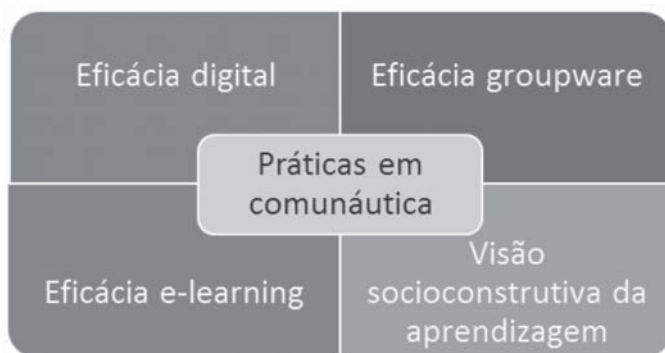 Eficácia digital
Eficácia groupware
Práticas em
comunáutica
Eficácia e-learning
Visão
socioconstrutiva da
aprendizagem